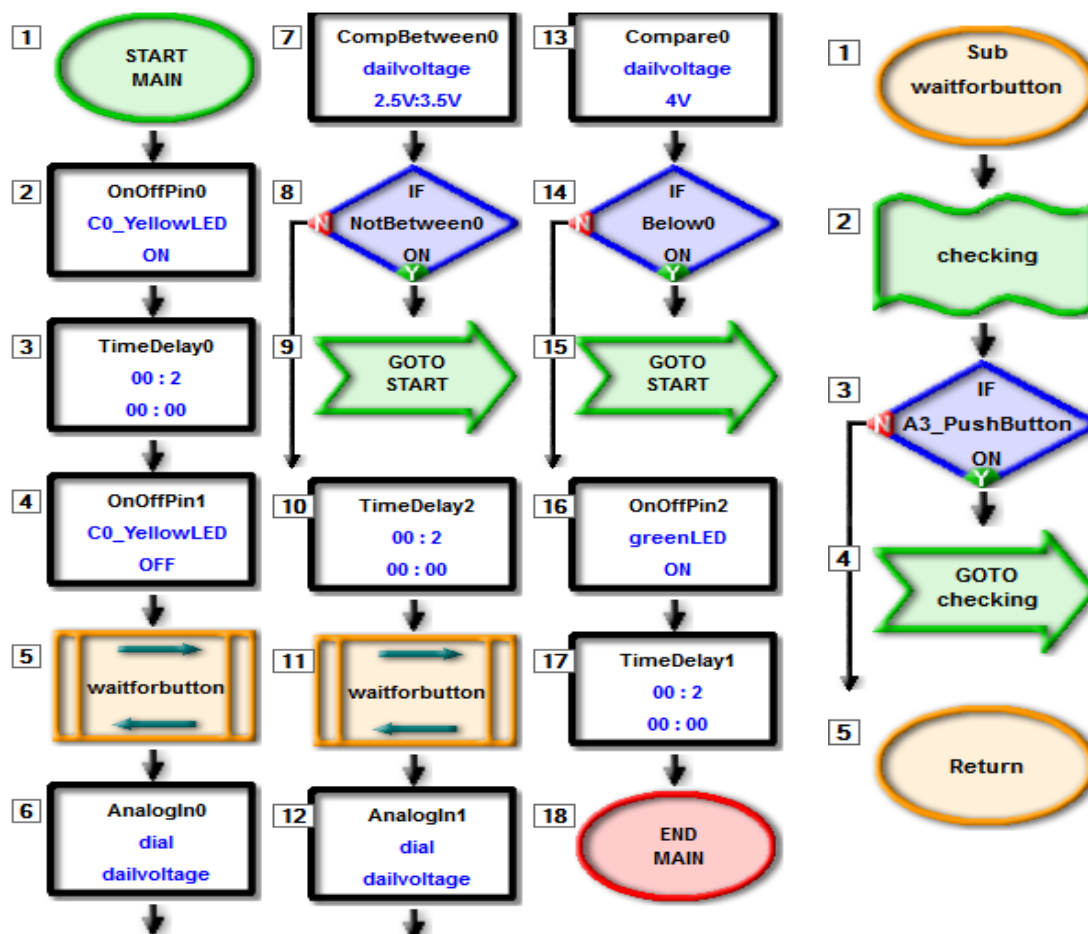 1
START
MAIN
2
OnOffPin0
C0_YellowLED
ON
3
TimeDelay0
00 : 2
00 : 00
4
OnOffPin1
C0_YellowLED
OFF
5
waitforbutton
6
AnalogIn0
dial
dailvoltage
7
CompBetween0
dailvoltage
2.5V:3.5V
8
IF
N
NotBetween0
ON
Y
9
GOTO
START
10
TimeDelay2
00 : 2
00 : 00
11
waitforbutton
12
AnalogIn1
dial
dailvoltage
13
Compare0
dailvoltage
4V
14
IF
N
Below0
ON
Y
15
GOTO
START
16
OnOffPin2
greenLED
ON
17
TimeDelay1
00 : 2
00 : 00
18
END
MAIN
1
Sub
waitforbutton
2
checking
3
IF
N
A3_PushButton
ON
Y
4
GOTO
checking
5
Return